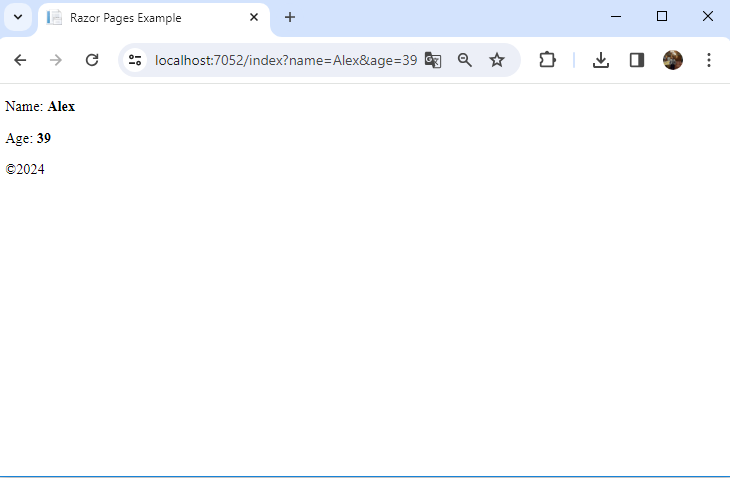 Razor Pages Example
localhost:7052/index?name=Alex&age=39
Name: Alex
Age: 39
©2024